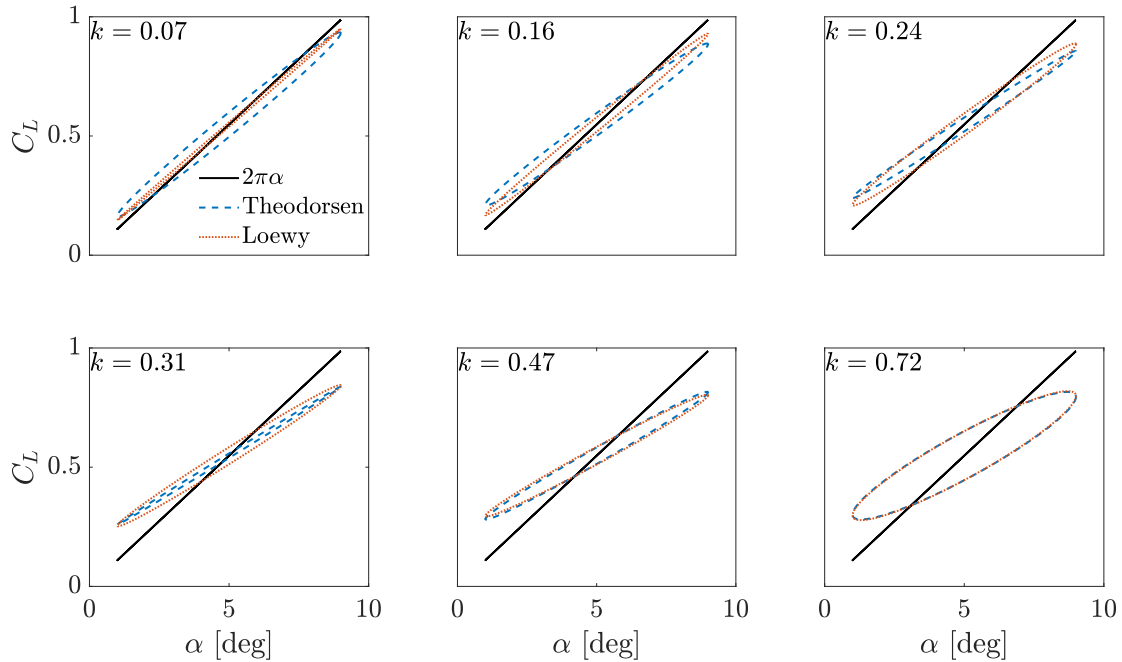 k = 0.07
k = 0.16
k = 0.24
1
0.5
0
C_L
2πα
Theodorsen
Loewy
k = 0.31
k = 0.47
k = 0.72
1
0.5
0
C_L
0 5 10
0 5 10
0 5 10
α [deg]
α [deg]
α [deg]